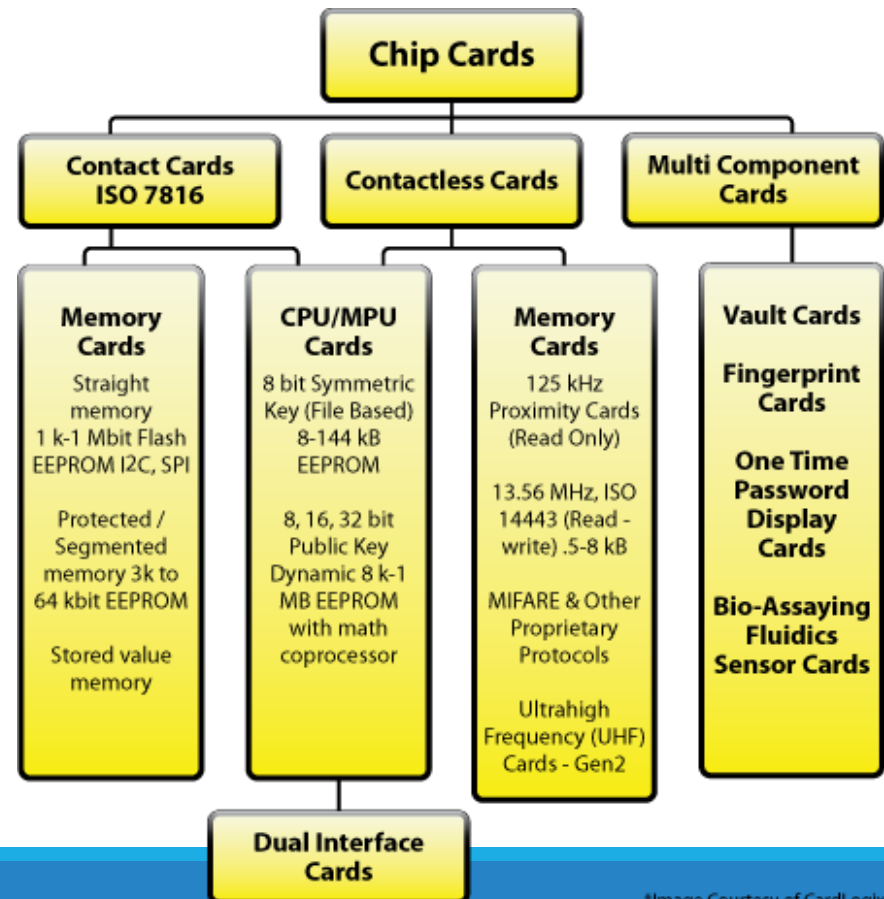 Chip Cards
Contact Cards
ISO 7816
Contactless Cards
Multi Component
Cards
Memory
Cards
Straight
memory
1 k-1 Mbit Flash
EEPROM I2C, SPI
Protected /
Segmented
memory 3k to
64 kbit EEPROM
Stored value
memory
CPU/MPU
Cards
8 bit Symmetric
Key (File Based)
8-144 kB
EEPROM
8, 16, 32 bit
Public Key
Dynamic 8 k-1
MB EEPROM
with math
coprocessor
Memory
Cards
125 kHz
Proximity Cards
(Read Only)
13.56 MHz, ISO
14443 (Read -
write) .5-8 kB
MIFARE & Other
Proprietary
Protocols
Ultrahigh
Frequency (UHF)
Cards - Gen2
Vault Cards
Fingerprint
Cards
One Time
Password
Display
Cards
Bio-Assaying
Fluidics
Sensor Cards
Dual Interface
Cards
*Image Courtesy of CardLogix